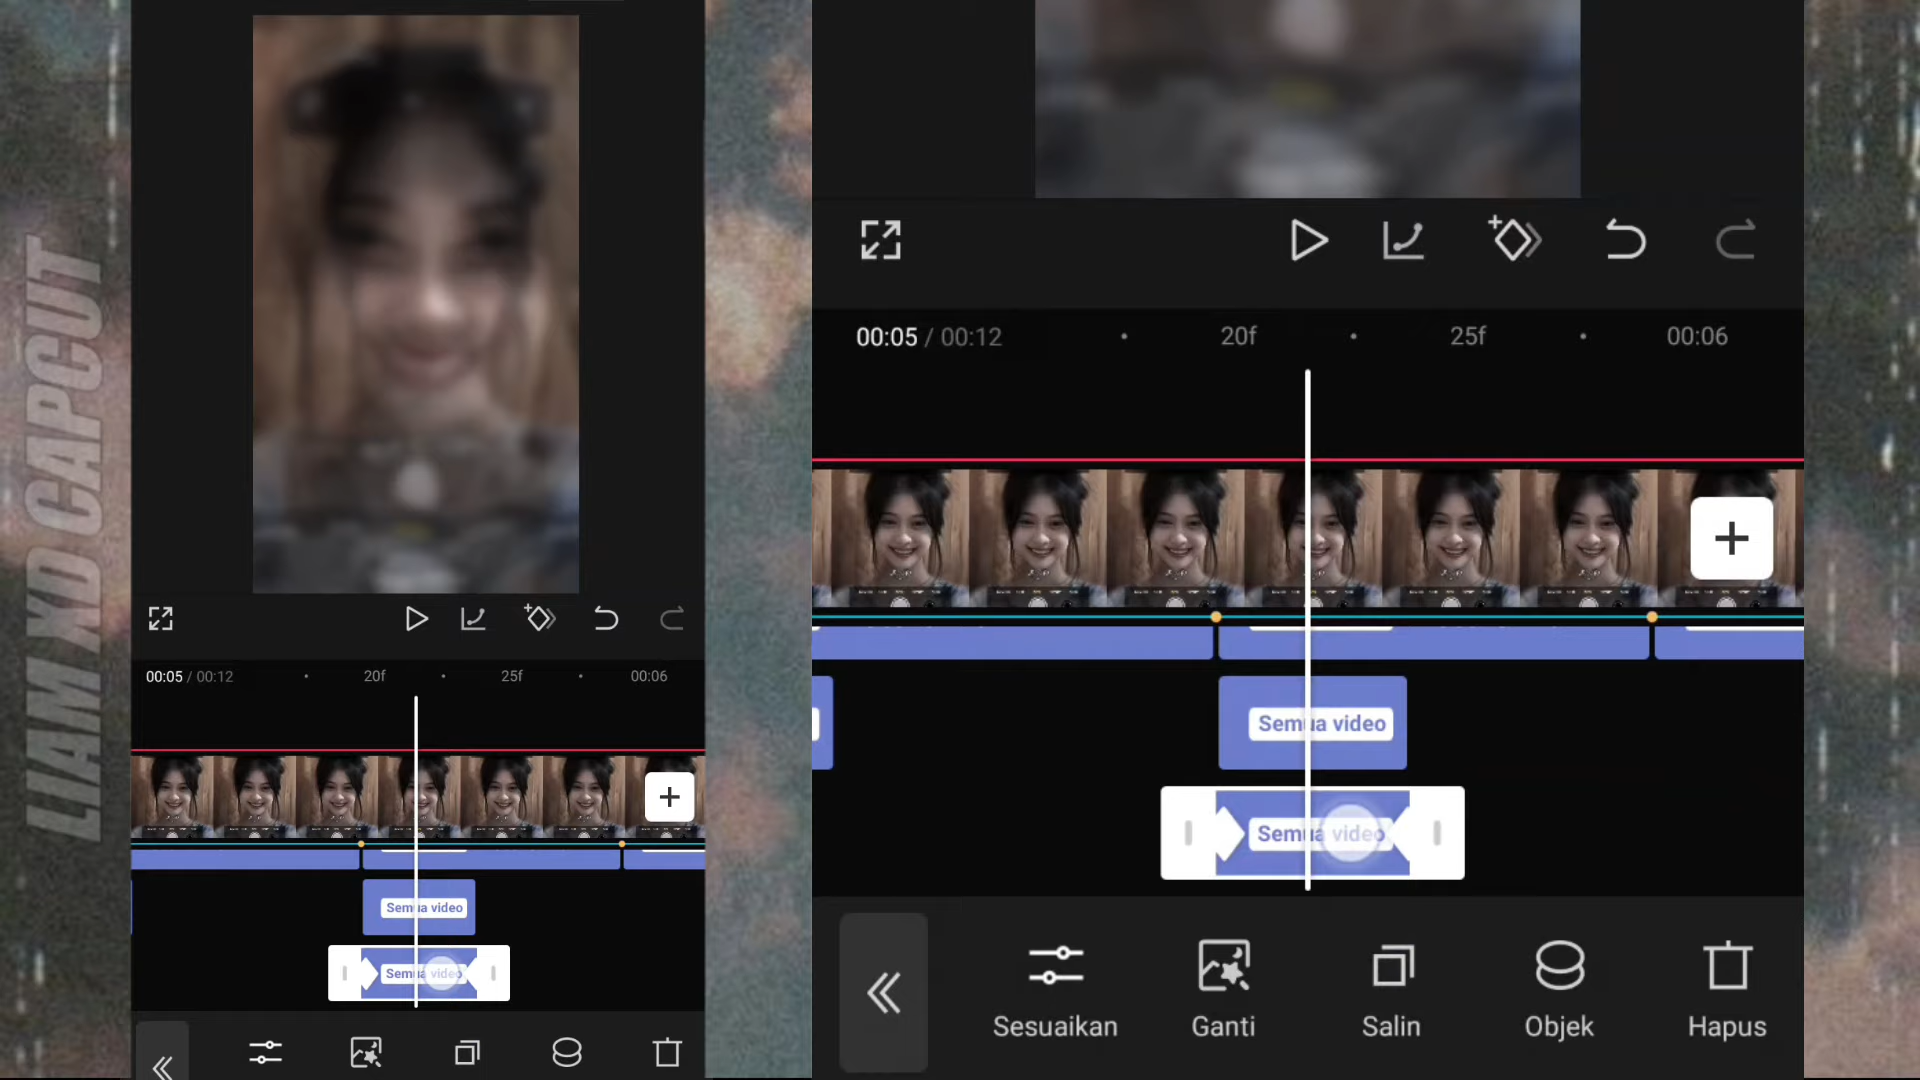 LIAM XD CAPCUT
00:05 / 00:12
20f
25f
00:06
Semua video
Semua video
00:05 / 00:12
20f
25f
00:06
Semua video
Semua video
Sesuaikan
Ganti
Salin
Objek
Hapus